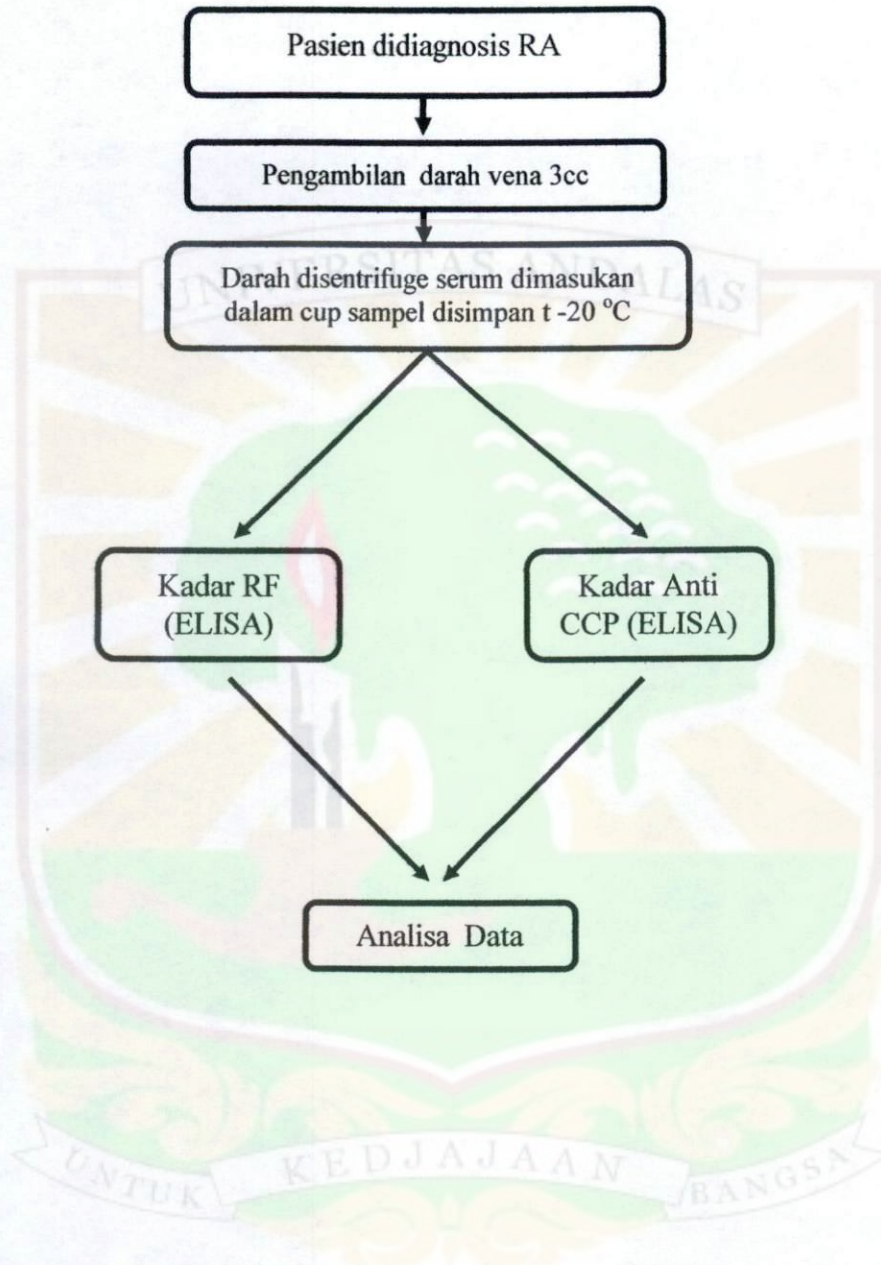 Pasien didiagnosis RA
Pengambilan darah vena 3cc
UNIVERSITAS ANDALAS
Darah disentrifuge serum dimasukan
dalam cup sampel disimpan t -20 °C
Kadar RF
(ELISA)
Kadar Anti
CCP (ELISA)
Analisa Data
UNTUK KEDJAJAAN BANGSA